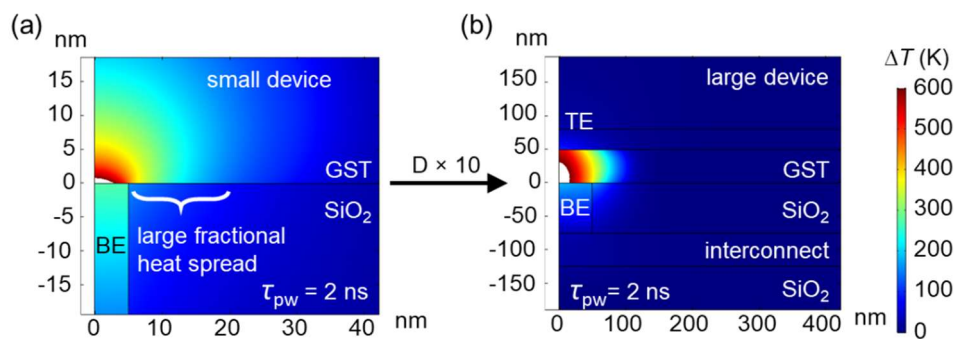 (a)
nm
15
10
5
0
-5
-10
-15
small device
GST
SiO₂
BE
large fractional
heat spread
τpw = 2 ns
0 10 20 30 40 nm
D × 10
(b)
nm
150
100
50
0
-50
-100
-150
large device
TE
GST
BE
SiO₂
interconnect
τpw = 2 ns
SiO₂
0 100 200 300 400 nm
ΔT (K)
600
500
400
300
200
100
0